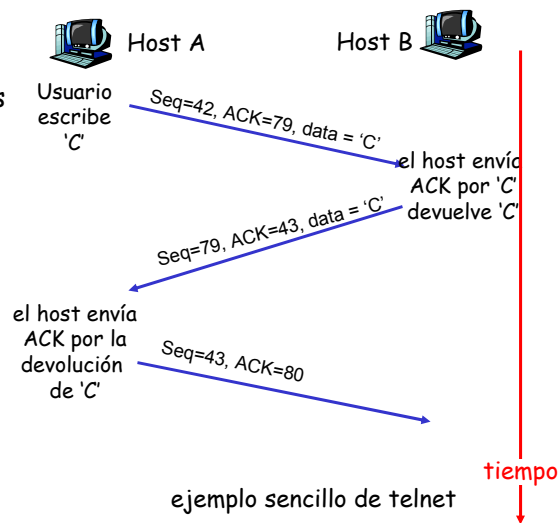 Host A
Host B
s
Usuario
escribe
‘C’
Seq=42, ACK=79, data = ‘C’
el host envía
ACK por ‘C’
devuelve ‘C’
Seq=79, ACK=43, data = ‘C’
el host envía
ACK por la
devolución
de ‘C’
Seq=43, ACK=80
tiempo
ejemplo sencillo de telnet